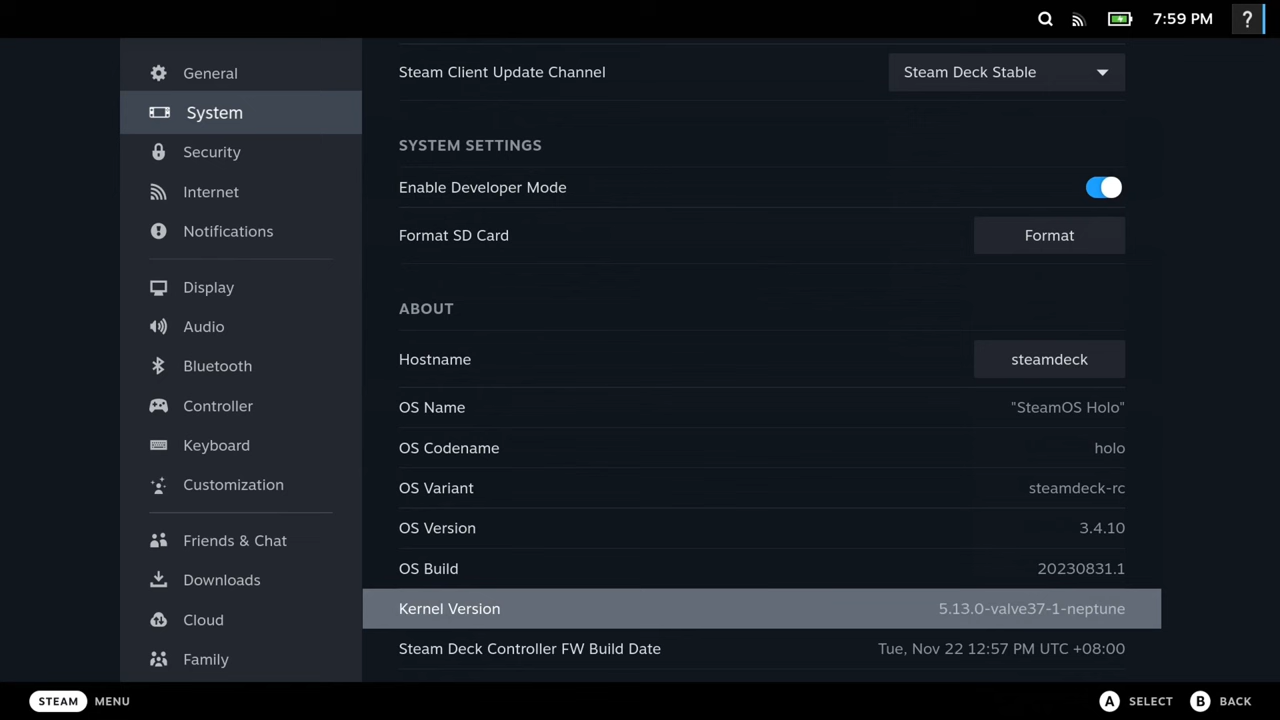 7:59 PM ?
General
System
Security
Internet
Notifications
Display
Audio
Bluetooth
Controller
Keyboard
Customization
Friends & Chat
Downloads
Cloud
Family
Steam Client Update Channel Steam Deck Stable
SYSTEM SETTINGS
Enable Developer Mode
Format SD Card Format
ABOUT
Hostname steamdeck
OS Name "SteamOS Holo"
OS Codename holo
OS Variant steamdeck-rc
OS Version 3.4.10
OS Build 20230831.1
Kernel Version 5.13.0-valve37-1-neptune
Steam Deck Controller FW Build Date Tue, Nov 22 12:57 PM UTC +08:00
STEAM MENU A SELECT B BACK